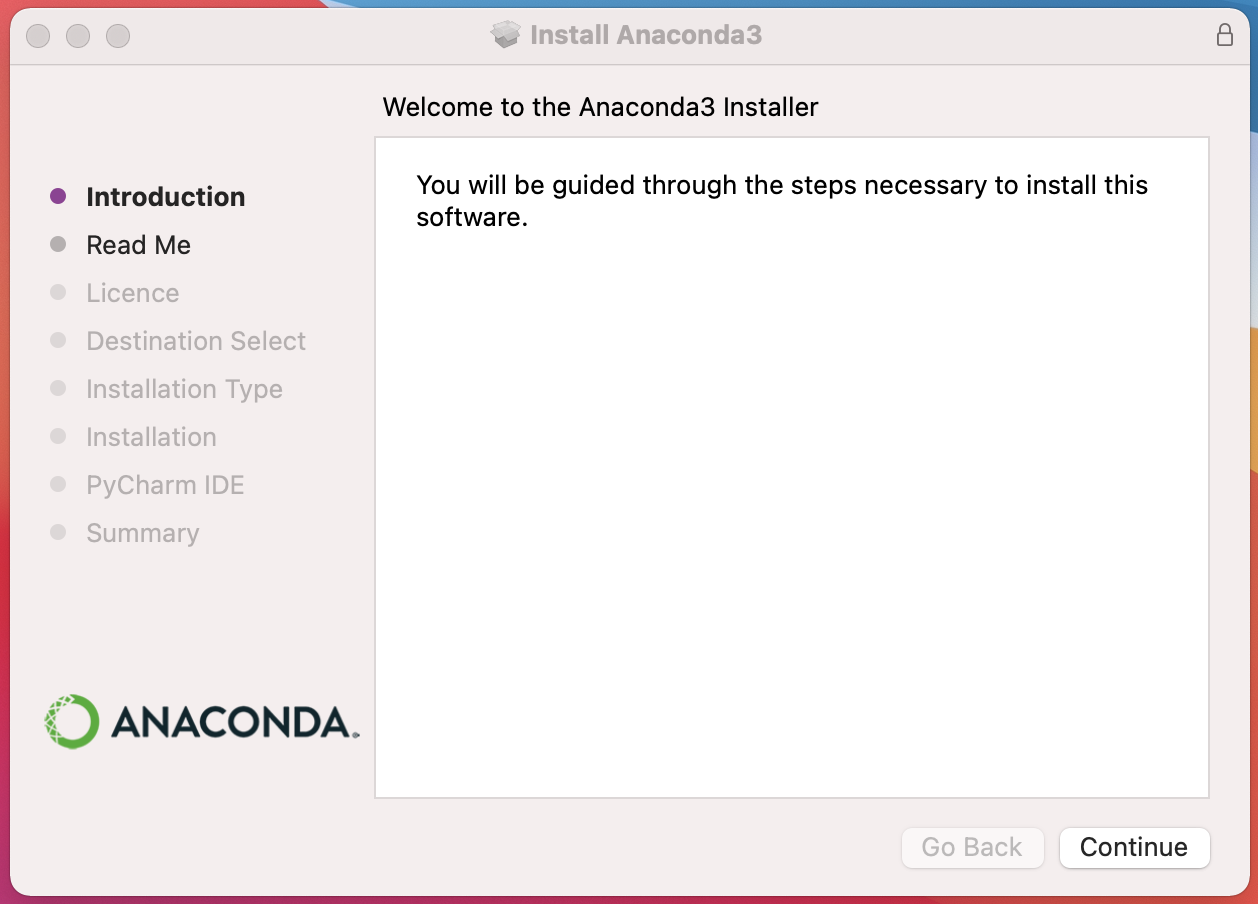 Install Anaconda3
Welcome to the Anaconda3 Installer
Introduction
Read Me
Licence
Destination Select
Installation Type
Installation
PyCharm IDE
Summary
You will be guided through the steps necessary to install this
software.
ANACONDA.
Go Back
Continue